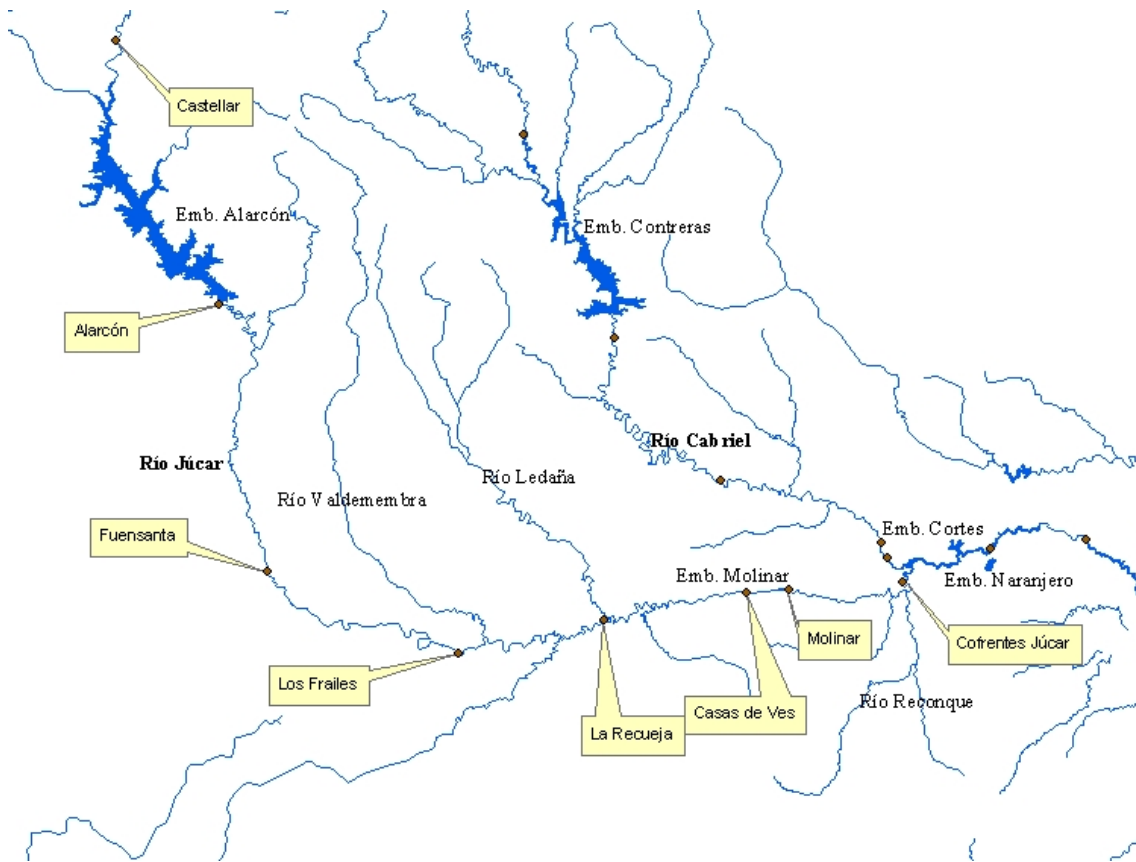 Castellar
Emb. Alarcón
Emb. Contreras
Alarcón
Río Cabriel
Río Júcar
Río Ledaña
Río Valdemembra
Fuensanta
Emb. Cortes
Emb. Molinar
Emb. Naranjero
Molinar
Cofrentes Júcar
Los Frailes
Casas de Ves
Río Reconque
La Recueja